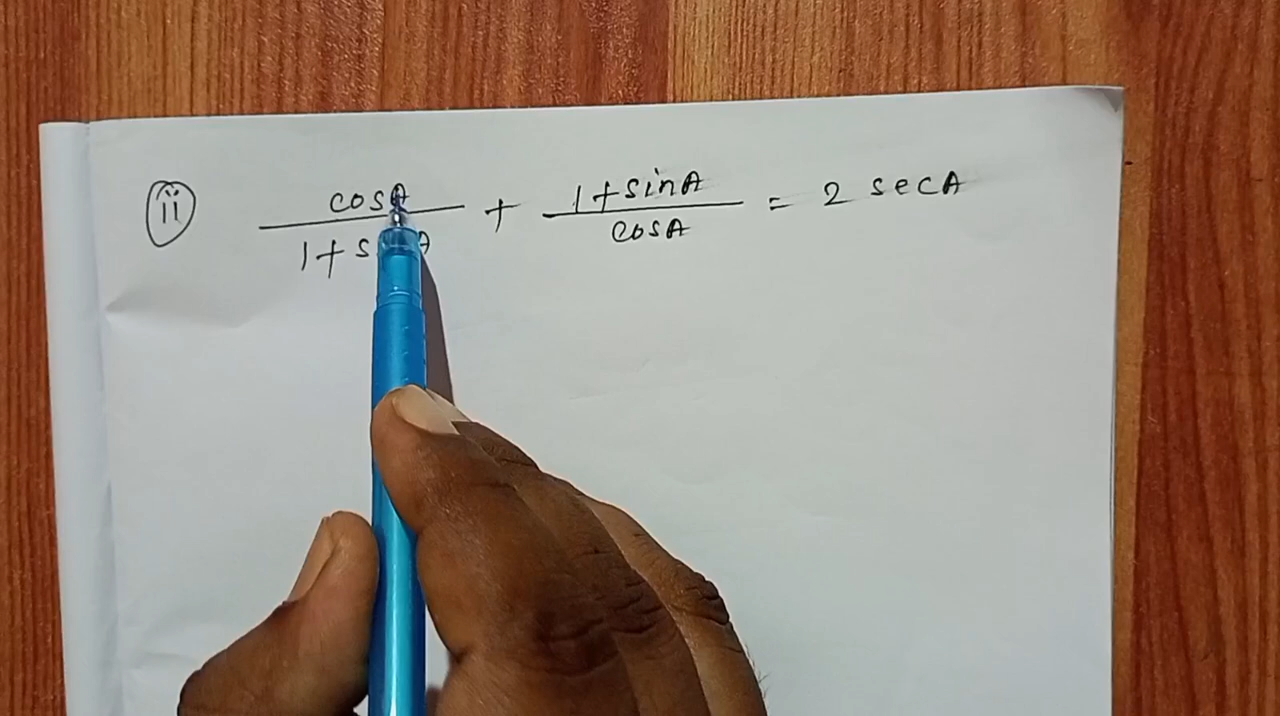 (ii) cosA/1+s A + 1+sinA/cosA = 2 secA